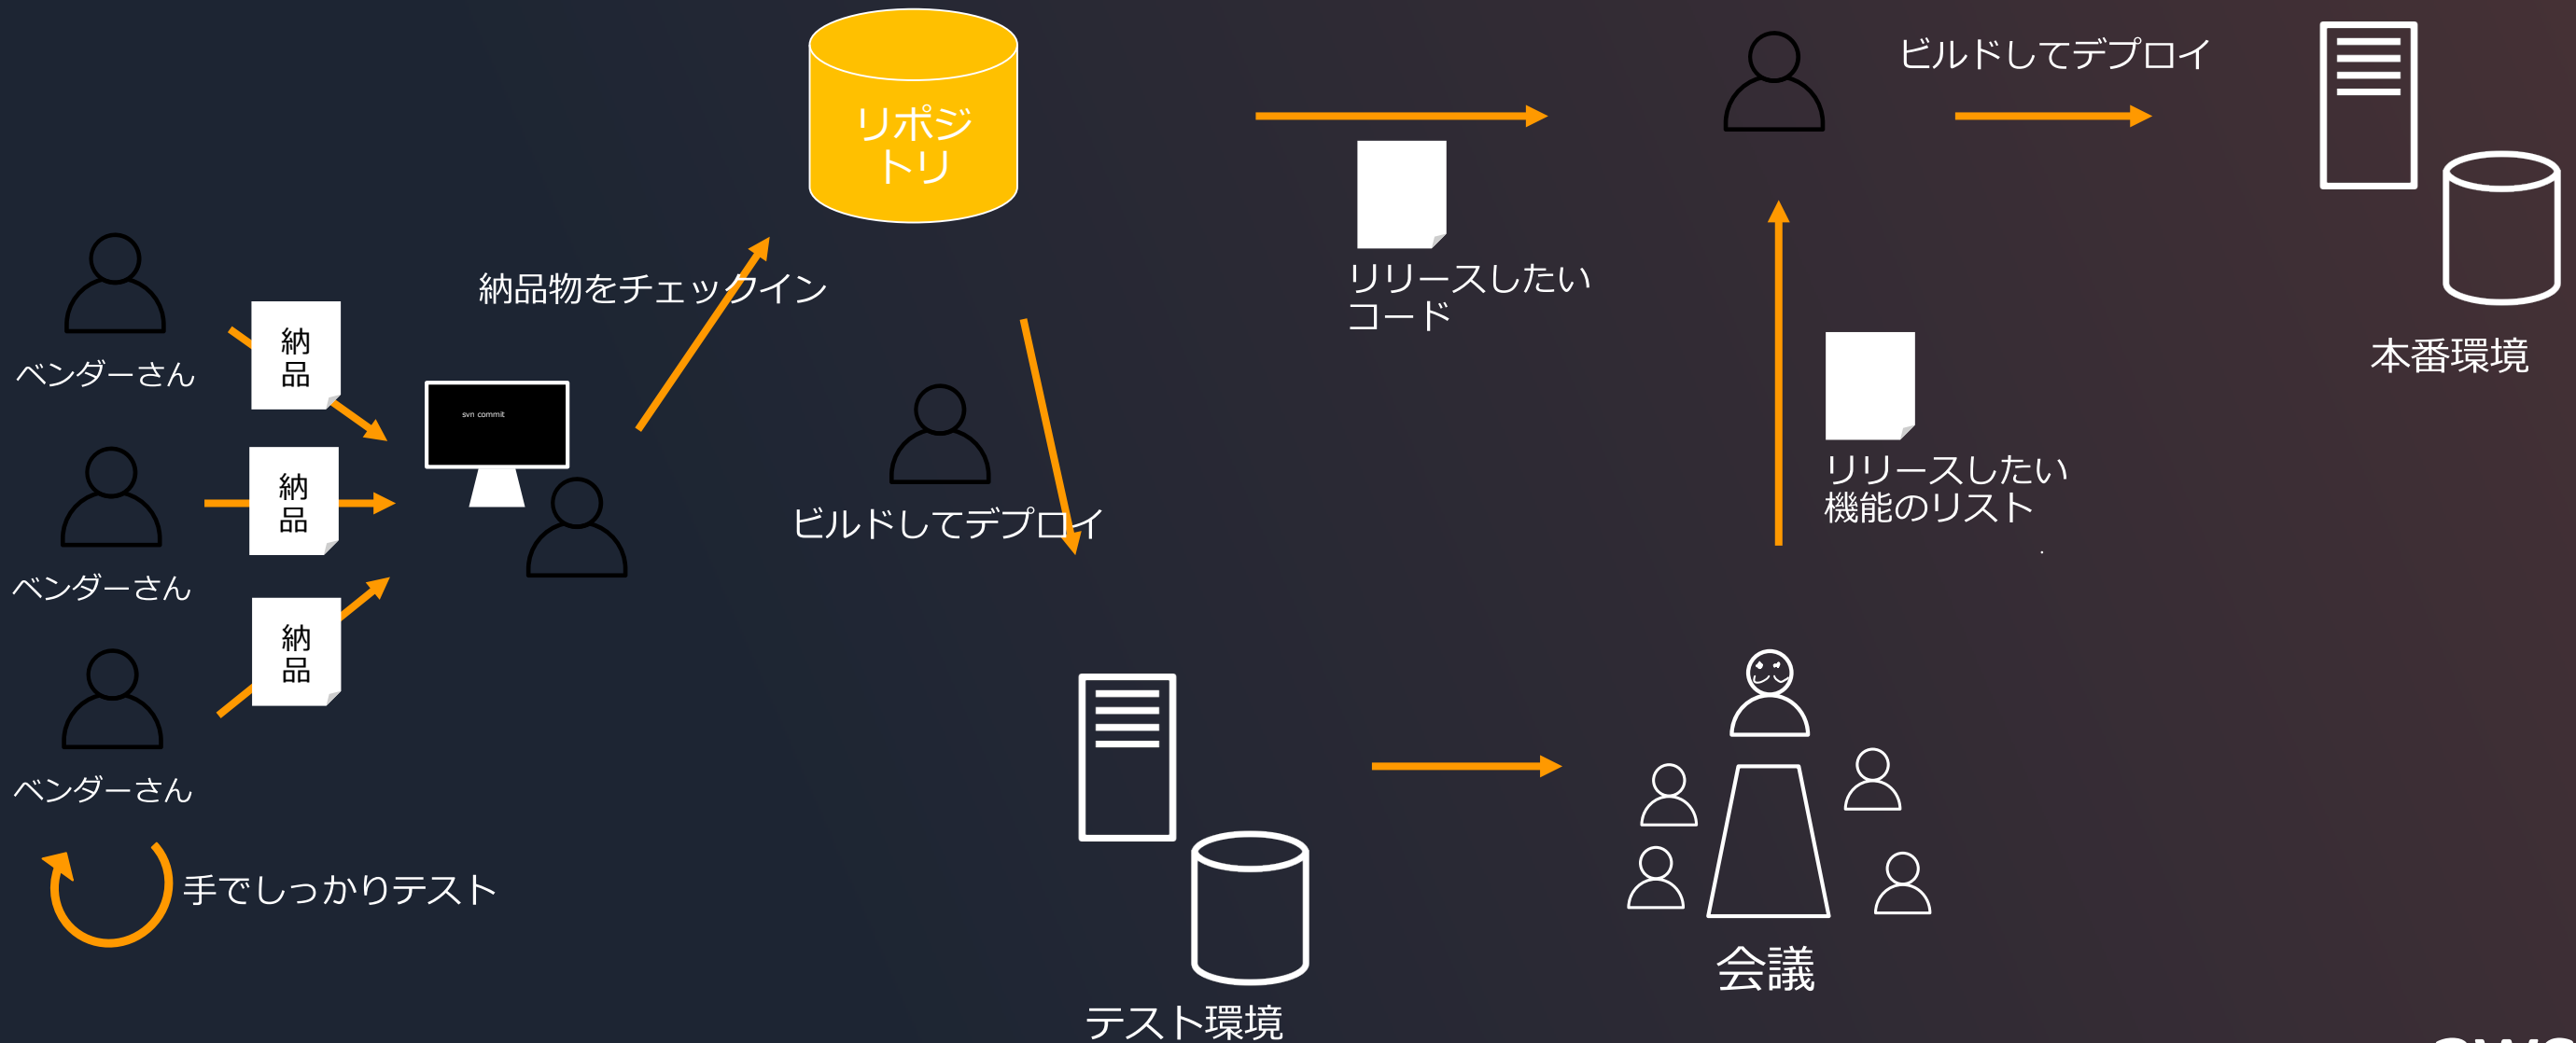 リポジ
トリ
ビルドしてデプロイ
納品物をチェックイン
リリースしたい
コード
本番環境
納
品
ベンダーさん
svn commit
納
品
ベンダーさん
ビルドしてデプロイ
リリースしたい
機能のリスト
納
品
ベンダーさん
手でしっかりテスト
会議
テスト環境